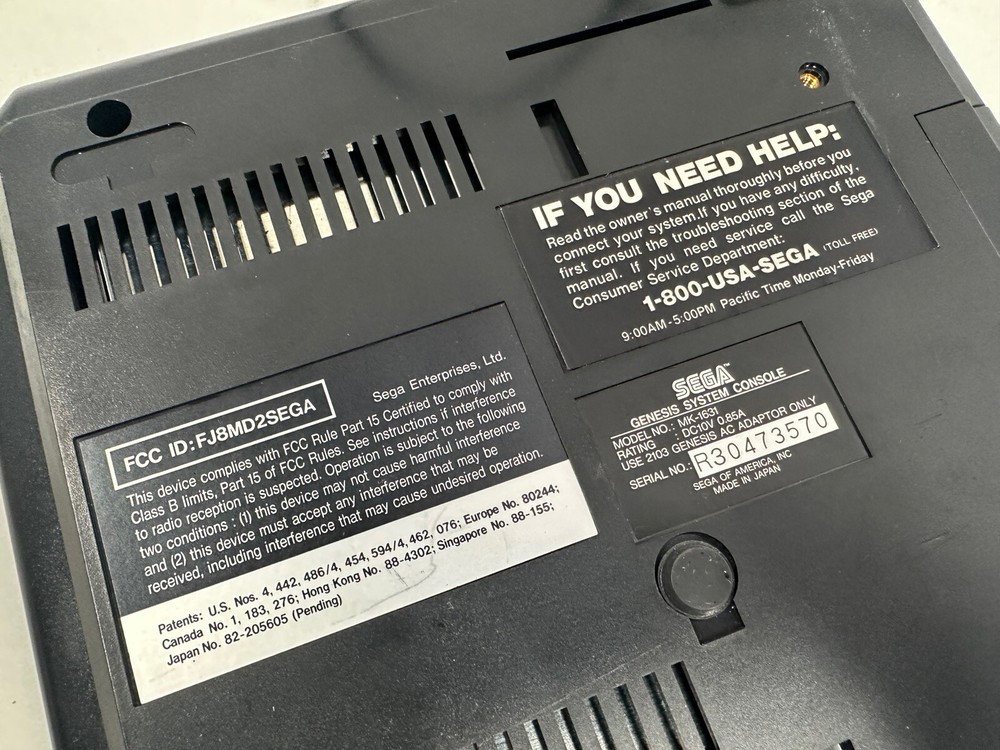 IF YOU NEED HELP:
Read the owner's manual thoroughly before you
connect your system.If you have any difficulty,
first consult the troubleshooting section of the
manual. If you need service call the Sega
Consumer Service Department:
1-800-USA-SEGA (TOLL FREE)
9:00AM-5:00PM Pacific Time Monday-Friday
FCC ID:FJ8MD2SEGA
Sega Enterprises, Ltd.
This device complies with FCC Rule Part 15 Certified to comply with
Class B limits, Part 15 of FCC Rules. See instructions if interference
to radio reception is suspected. Operation is subject to the following
two conditions : (1) this device may not cause harmful interference
and (2) this device must accept any interference that may be
received, including interference that may cause undesired operation.
Patents: U.S. Nos. 4, 442, 486/4, 454, 594/4, 462, 076; Europe No. 80244;
Canada No. 1, 183, 276; Hong Kong No. 88-4302; Singapore No. 88-155;
Japan No. 82-205605 (Pending)
SEGA™
GENESIS SYSTEM CONSOLE
MODEL NO.: MK-1631
RATING : DC10V 0.85A
USE 2103 GENESIS AC ADAPTOR ONLY
SERIAL NO.: R30473570
SEGA OF AMERICA, INC
MADE IN JAPAN